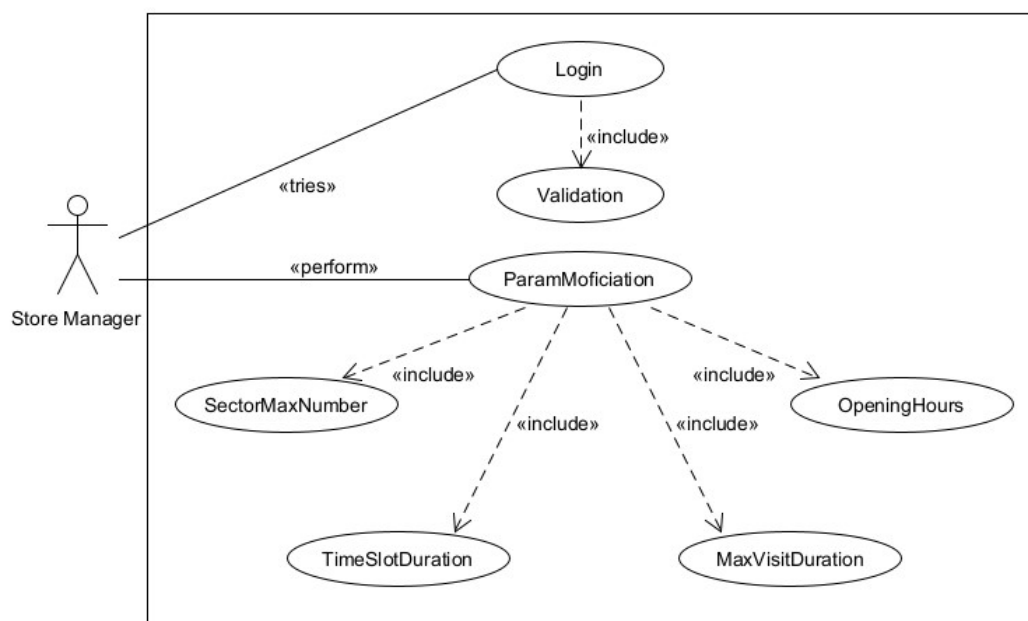 Login
«include»
«tries»
Validation
«perform»
ParamMoficiation
Store Manager
«include»
«include»
SectorMaxNumber
OpeningHours
«include»
«include»
TimeSlotDuration
MaxVisitDuration